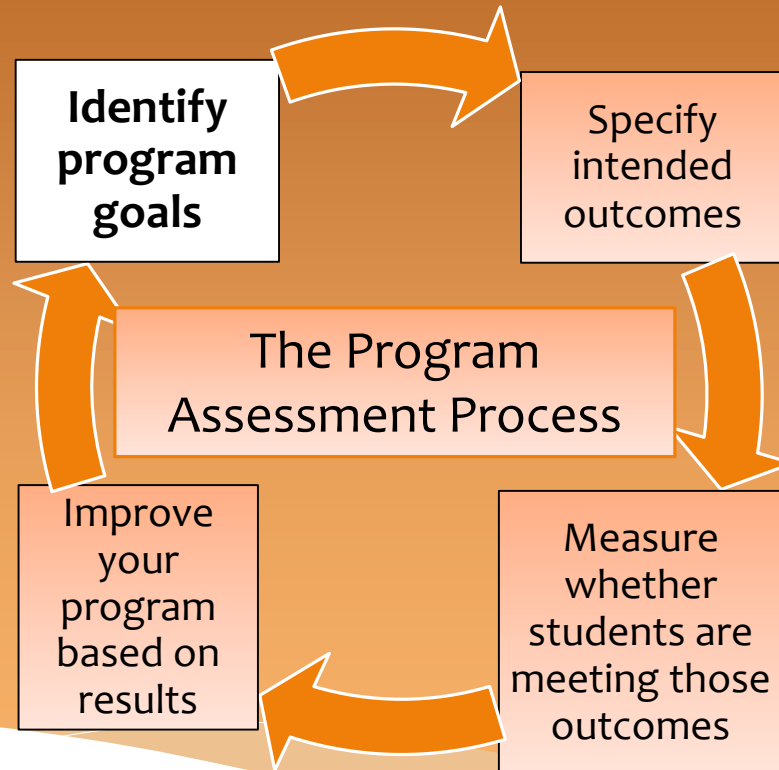 Identify
program
goals
Specify
intended
outcomes
The Program
Assessment Process
Improve
your
program
based on
results
Measure
whether
students are
meeting those
outcomes